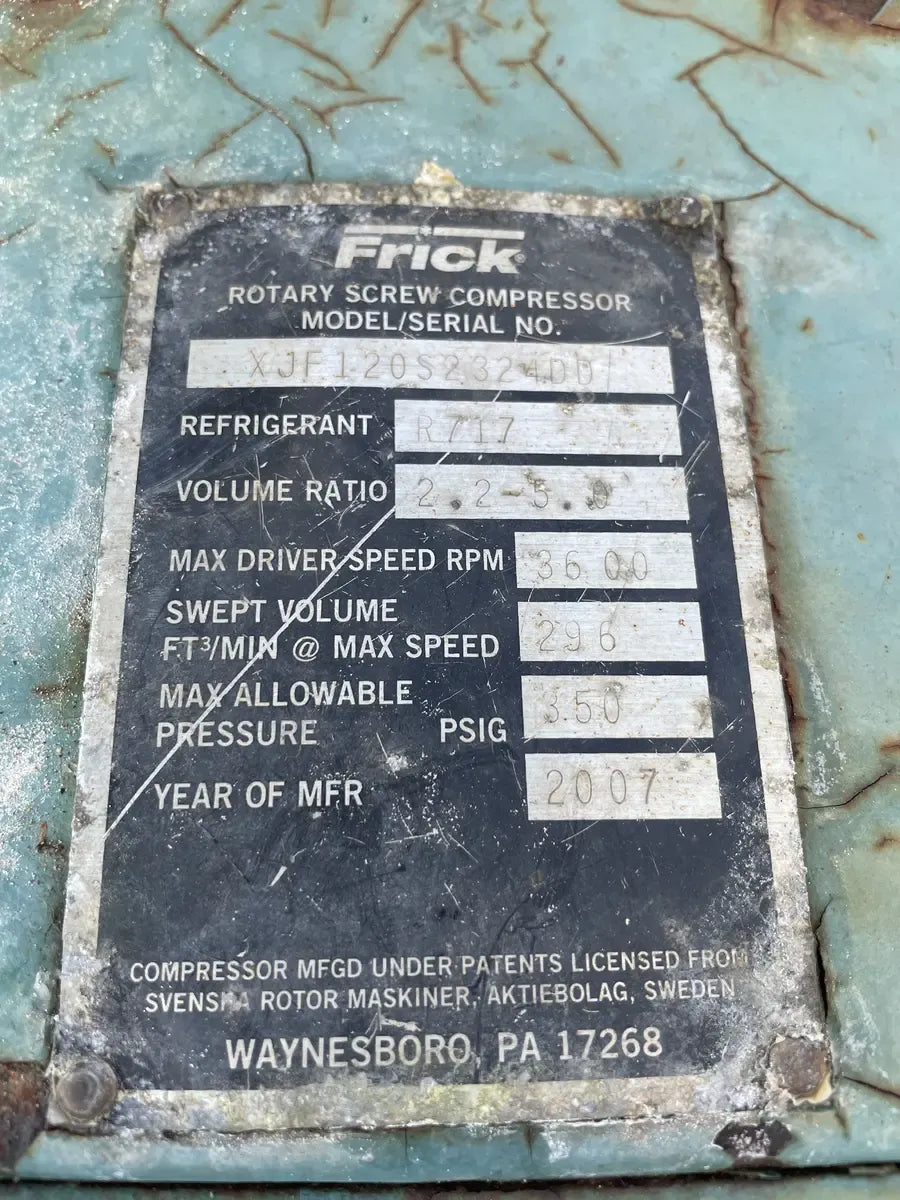 Frick®
ROTARY SCREW COMPRESSOR
MODEL/SERIAL NO.
XJF120S2324DD
REFRIGERANT R717
VOLUME RATIO 2.2-5.0
MAX DRIVER SPEED RPM 3600
SWEPT VOLUME
FT³/MIN @ MAX SPEED 296
MAX ALLOWABLE
PRESSURE PSIG 350
YEAR OF MFR 2007
COMPRESSOR MFGD UNDER PATENTS LICENSED FROM
SVENSKA ROTOR MASKINER, AKTIEBOLAG, SWEDEN
WAYNESBORO, PA 17268